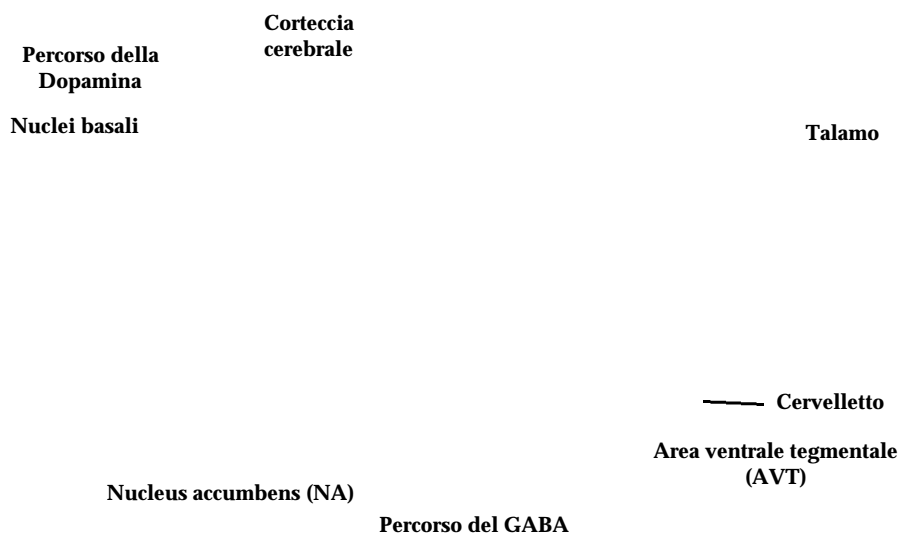 Corteccia
cerebrale
Percorso della
Dopamina
Nuclei basali
Talamo
Cervelletto
Area ventrale tegmentale
(AVT)
Nucleus accumbens (NA)
Percorso del GABA